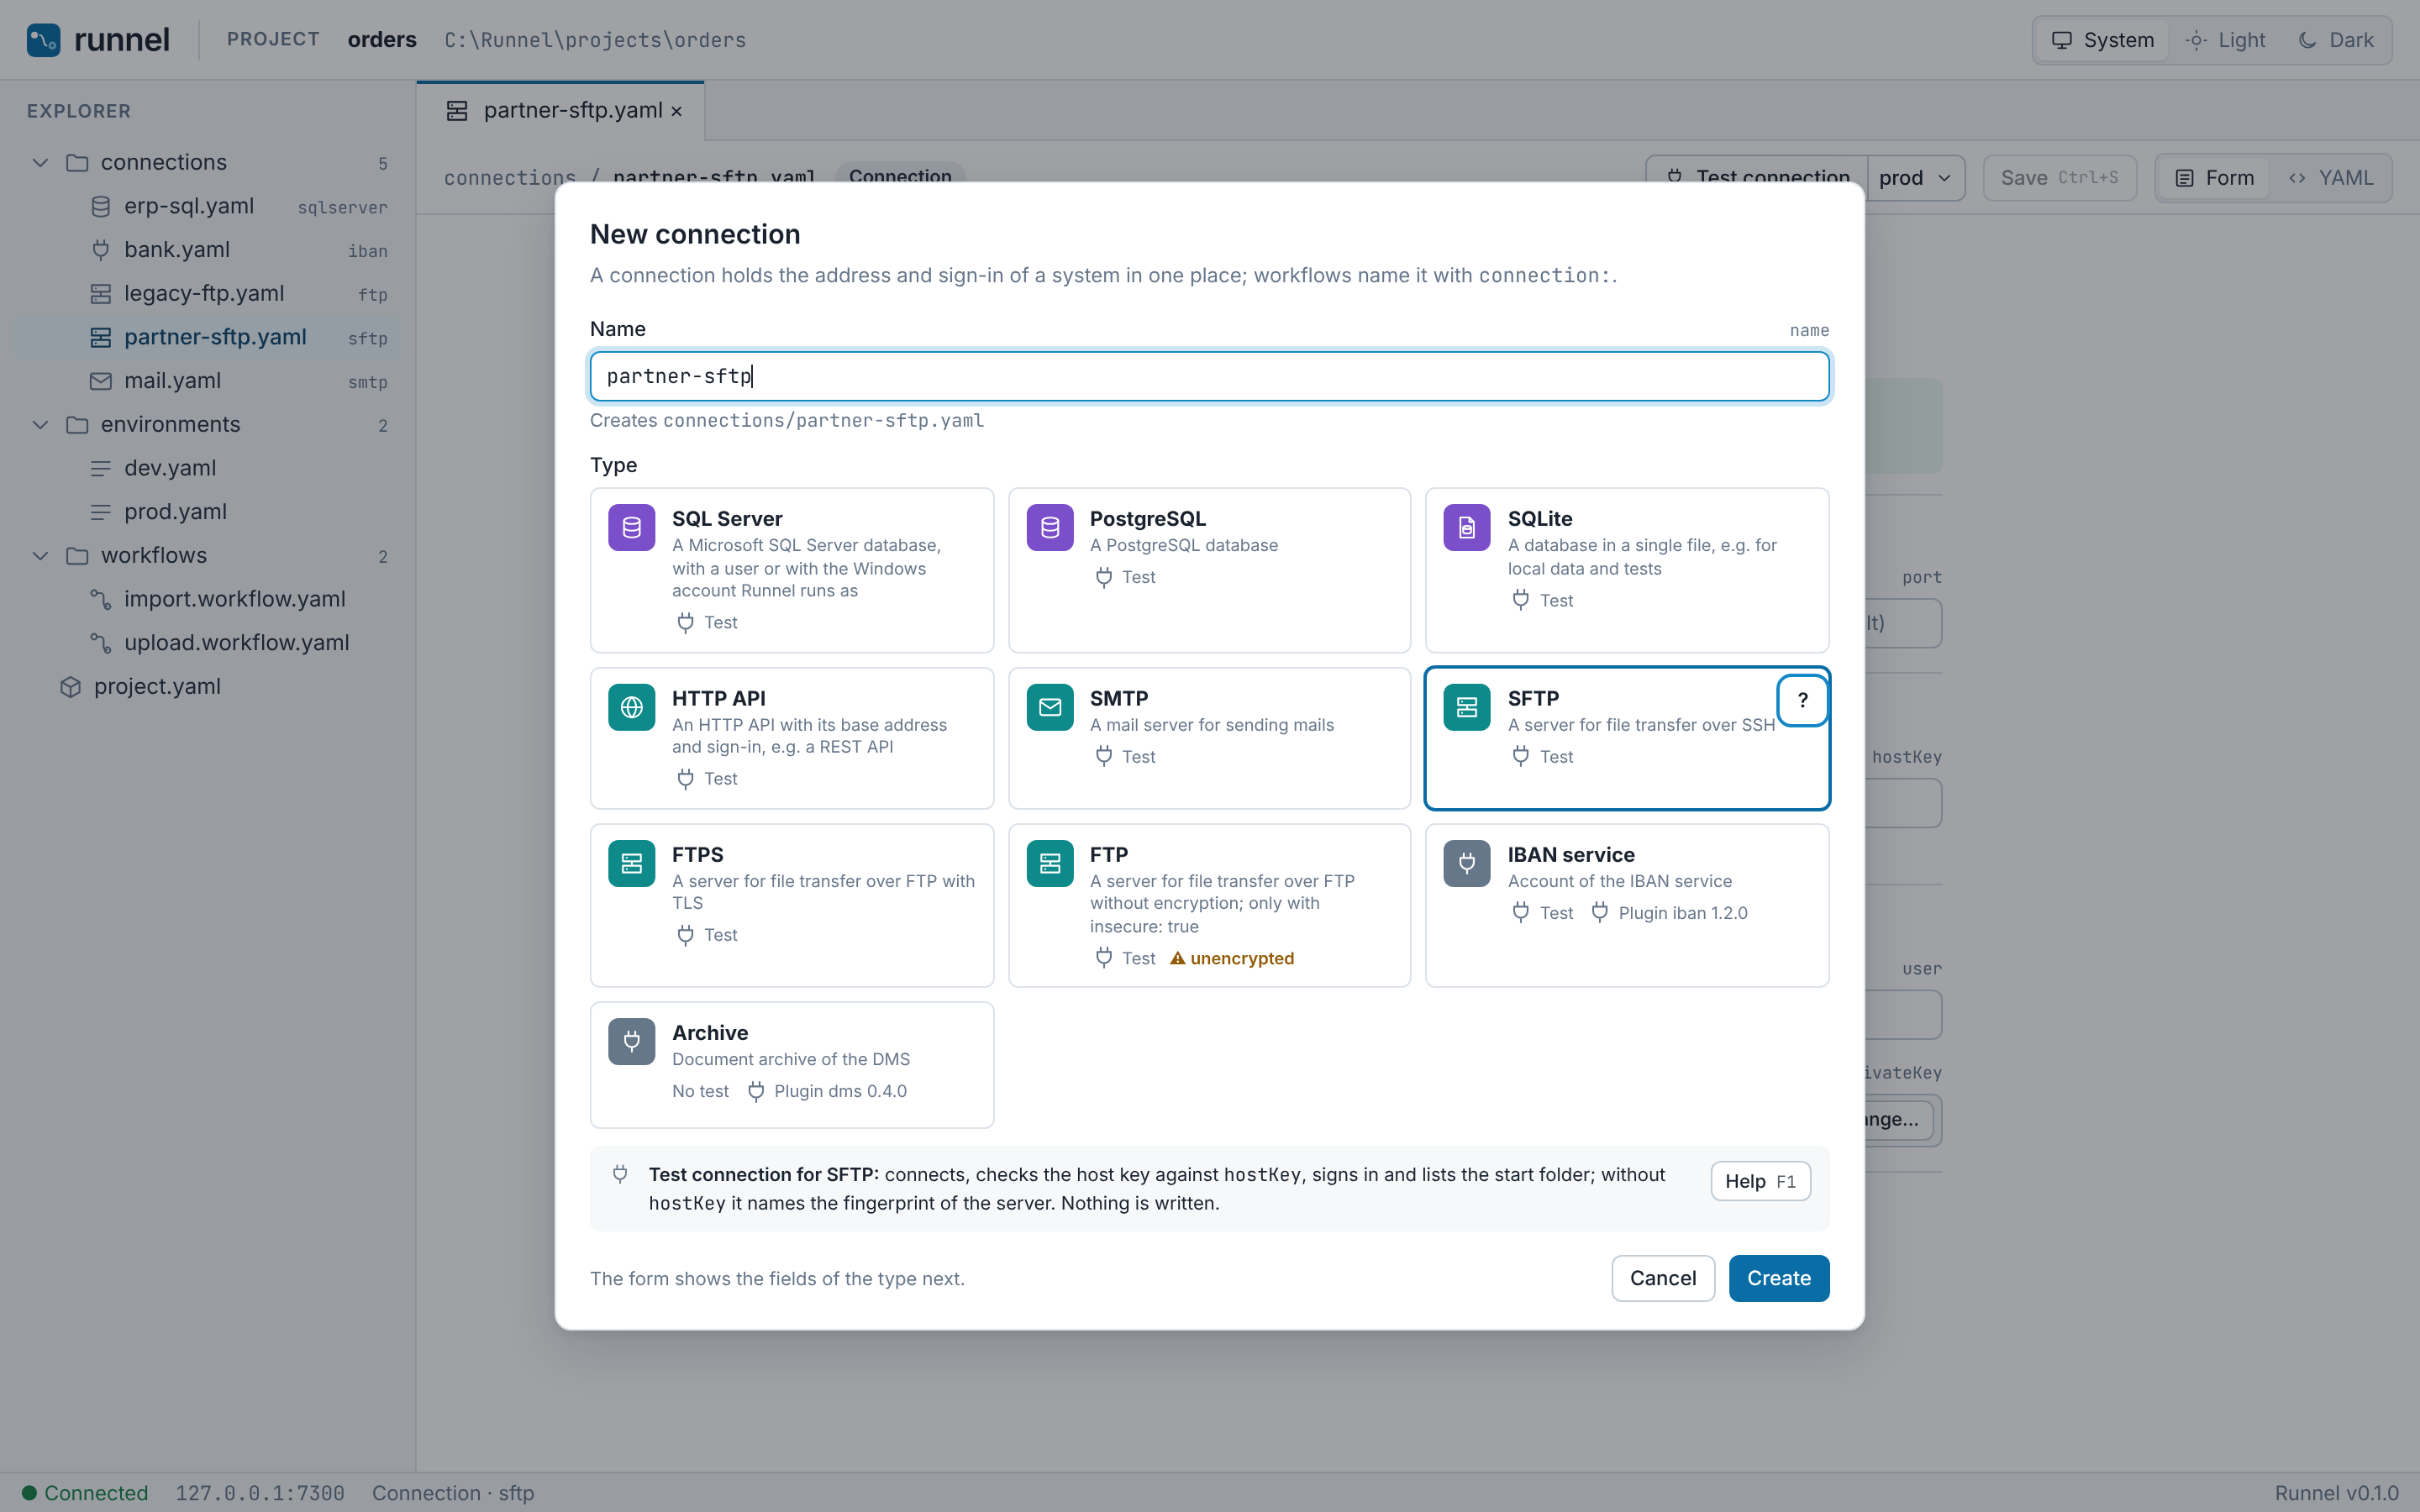 runnel
PROJECT orders C:\Runnel\projects\orders
System Light Dark
EXPLORER
connections 5
erp-sql.yaml sqlserver
bank.yaml iban
legacy-ftp.yaml ftp
partner-sftp.yaml sftp
mail.yaml smtp
environments 2
dev.yaml
prod.yaml
workflows 2
import.workflow.yaml
upload.workflow.yaml
project.yaml
partner-sftp.yaml ×
connections / partner-sftp.yaml Connection
Test connection prod Save Ctrl+S Form YAML
New connection
A connection holds the address and sign-in of a system in one place; workflows name it with connection:.
Name name
partner-sftp
Creates connections/partner-sftp.yaml
Type
SQL Server
A Microsoft SQL Server database,
with a user or with the Windows
account Runnel runs as
Test
PostgreSQL
A PostgreSQL database
Test
SQLite
A database in a single file, e.g. for
local data and tests
Test
HTTP API
An HTTP API with its base address
and sign-in, e.g. a REST API
Test
SMTP
A mail server for sending mails
Test
SFTP ?
A server for file transfer over SSH
Test
FTPS
A server for file transfer over FTP with
TLS
Test
FTP
A server for file transfer over FTP
without encryption; only with
insecure: true
Test unencrypted
IBAN service
Account of the IBAN service
Test Plugin iban 1.2.0
Archive
Document archive of the DMS
No test Plugin dms 0.4.0
Test connection for SFTP: connects, checks the host key against hostKey, signs in and lists the start folder; without
hostKey it names the fingerprint of the server. Nothing is written.
Help F1
The form shows the fields of the type next.
Cancel Create
port
lt)
hostKey
user
ivateKey
ange...
Connected 127.0.0.1:7300 Connection · sftp
Runnel v0.1.0